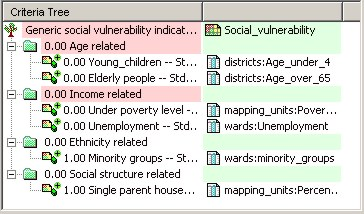 Criteria Tree
Generic social vulnerability indicat... Social_vulnerability
0.00 Age related
0.00 Young_children -- Std... districts:Age_under_4
0.00 Elderly people -- Std... districts:Age_over_65
0.00 Income related
0.00 Under poverty level -... mapping_units:Pover...
0.00 Unemployment -- Std... wards:Unemployment
0.00 Ethnicity related
1.00 Minority groups -- St... wards:minority_groups
0.00 Social structure related
1.00 Single parent house... mapping_units:Percen...